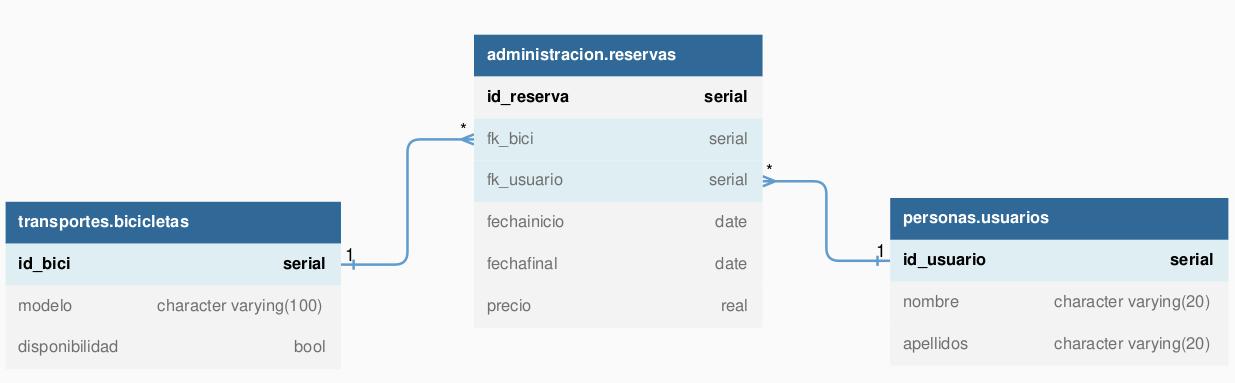 administracion.reservas
id_reserva serial
* fk_bici serial
fk_usuario serial *
fechainicio date
fechafinal date
precio real
transportes.bicicletas
id_bici serial 1
modelo character varying(100)
disponibilidad bool
personas.usuarios
1 id_usuario serial
nombre character varying(20)
apellidos character varying(20)